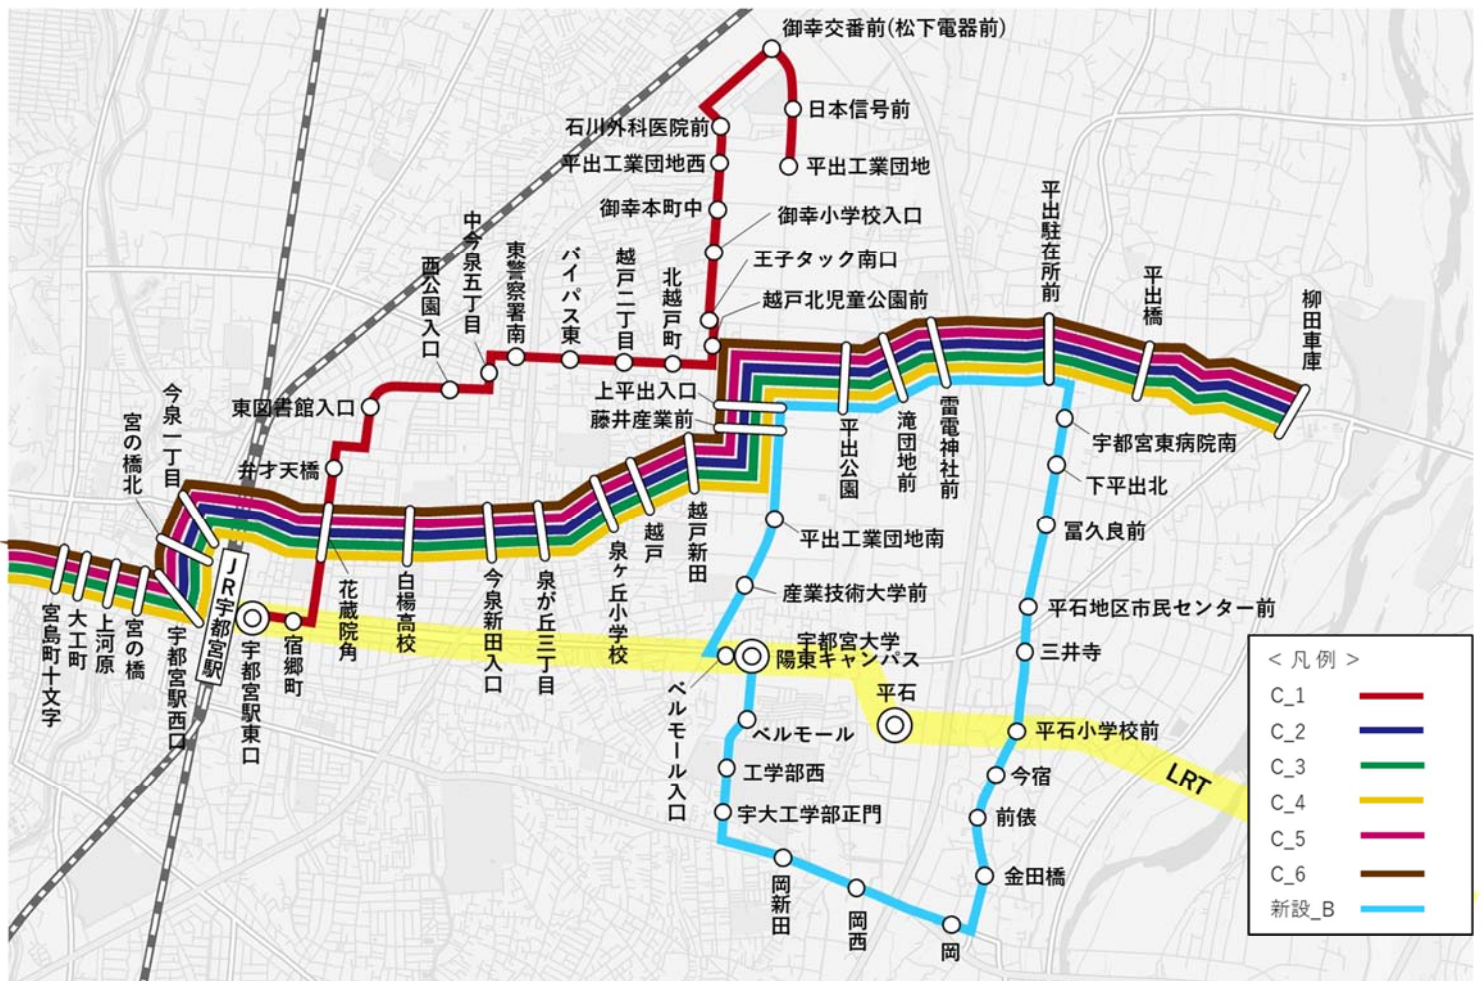 御幸交番前(松下電器前)
日本信号前
石川外科医院前
平出工業団地西
平出工業団地
御幸本町中
御幸小学校入口
王子タック南口
越戸北児童公園前
北越戸町
越戸二丁目
バイパス東
東警察署南
中今泉五丁目
西公園入口
東図書館入口
弁才天橋
今泉一丁目
宮の橋北
上平出入口
藤井産業前
平出駐在所前
平出橋
柳田車庫
平出公園
滝団地前
雷電神社前
宇都宮東病院南
下平出北
冨久良前
平石地区市民センター前
三井寺
平石小学校前
今宿
前俵
金田橋
岡
岡西
岡新田
宇大工学部正門
工学部西
ベルモール
ベルモール入口
宇都宮大学
陽東キャンパス
平石
産業技術大学前
平出工業団地南
越戸新田
越戸
泉ヶ丘小学校
泉が丘三丁目
今泉新田入口
白楊高校
花蔵院角
宿郷町
宇都宮駅東口
JR宇都宮駅
宇都宮駅西口
宮の橋
上河原
大工町
宮島町十文字
LRT
<凡例>
C_1
C_2
C_3
C_4
C_5
C_6
新設_B